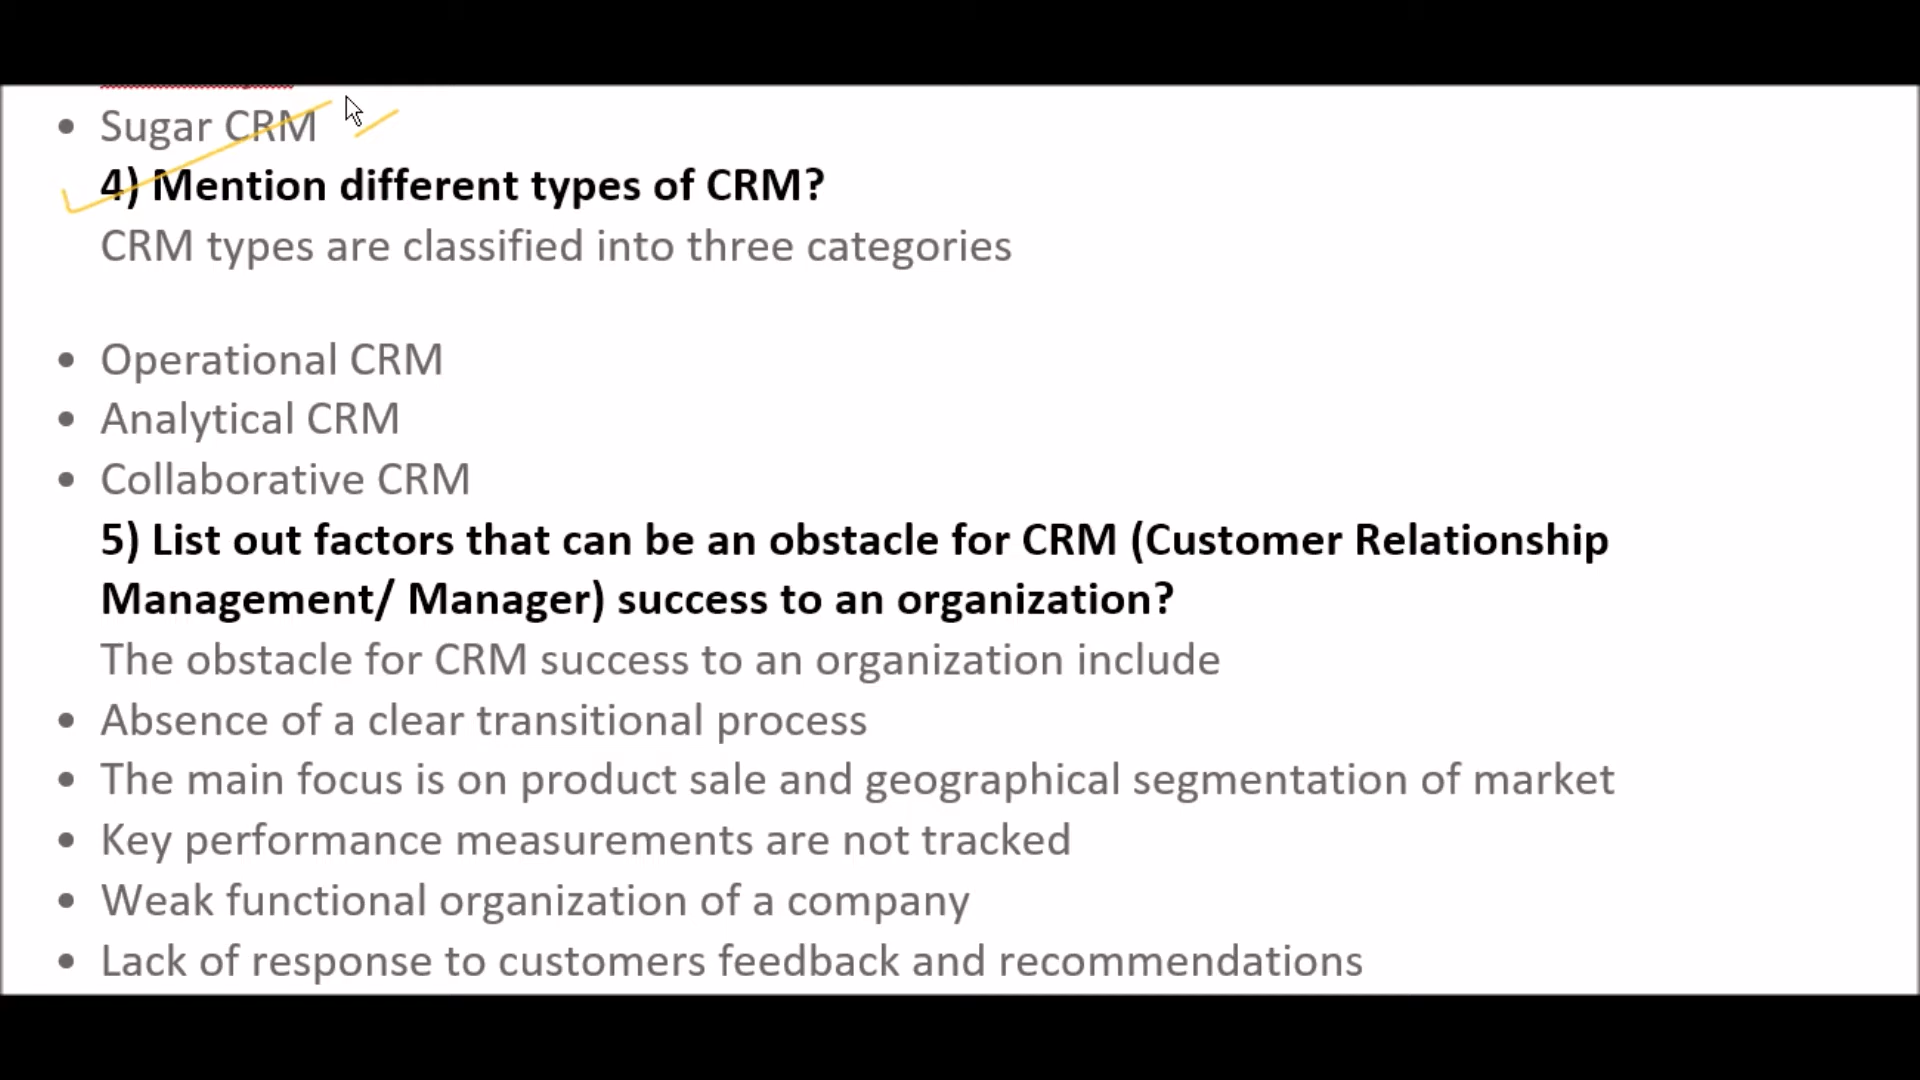 • Sugar CRM
4) Mention different types of CRM?
CRM types are classified into three categories
• Operational CRM
• Analytical CRM
• Collaborative CRM
5) List out factors that can be an obstacle for CRM (Customer Relationship
Management/ Manager) success to an organization?
The obstacle for CRM success to an organization include
• Absence of a clear transitional process
• The main focus is on product sale and geographical segmentation of market
• Key performance measurements are not tracked
• Weak functional organization of a company
• Lack of response to customers feedback and recommendations